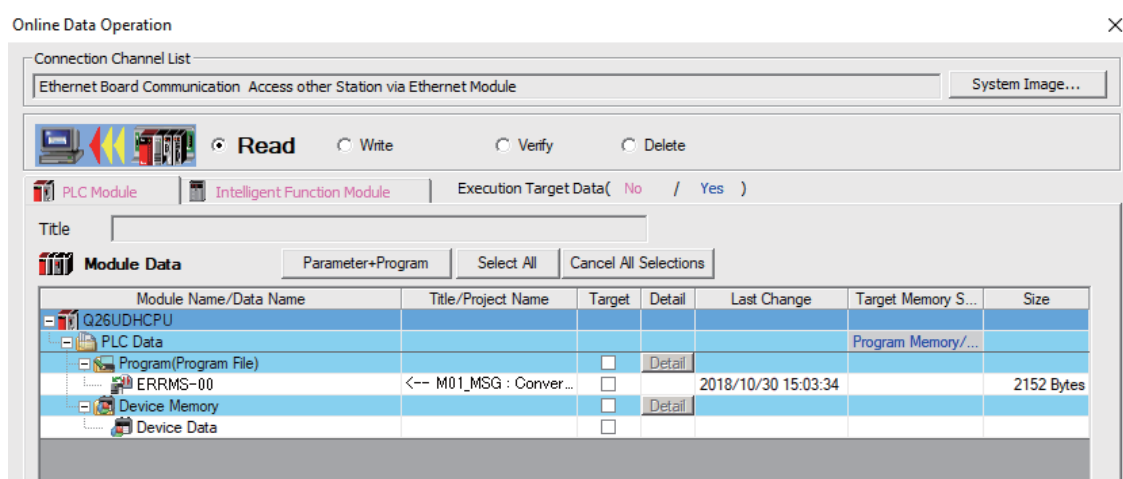 Online Data Operation
Connection Channel List
Ethernet Board Communication Access other Station via Ethernet Module
System Image...
Read Write Verify Delete
PLC Module Intelligent Function Module Execution Target Data( No / Yes )
Title
Module Data Parameter+Program Select All Cancel All Selections
Module Name/Data Name Title/Project Name Target Detail Last Change Target Memory S... Size
Q26UDHCPU
PLC Data Program Memory/...
Program(Program File) Detail
ERRMS-00 <-- M01_MSG : Conver... 2018/10/30 15:03:34 2152 Bytes
Device Memory Detail
Device Data